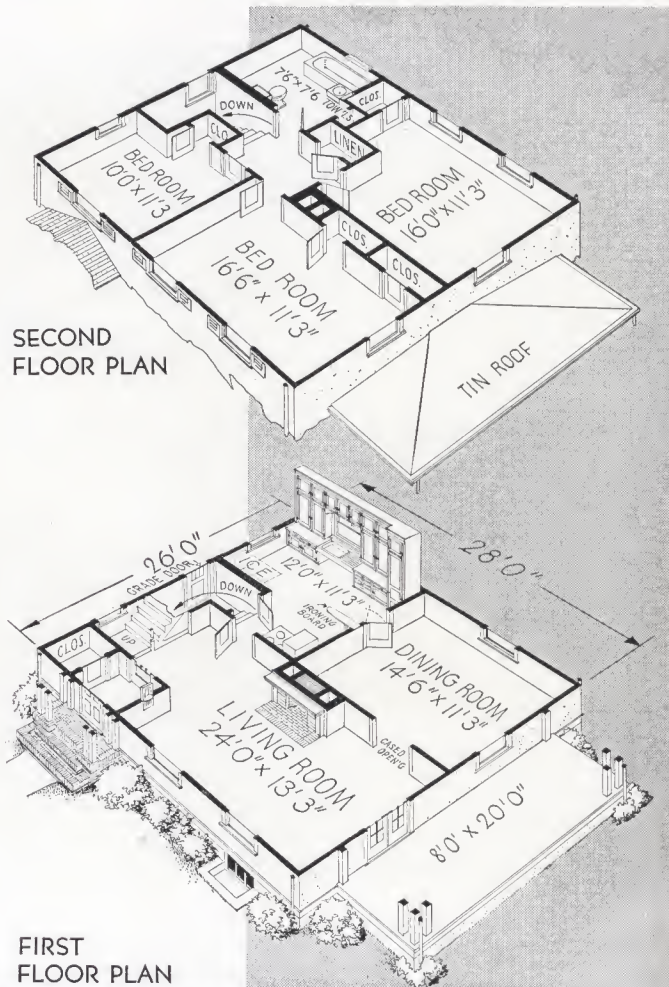 7'6"x7'6
TOW'LS
CLOS.
DOWN
CLO.
LINEN
BED ROOM
10'0"x11'3
BED ROOM
16'0"x11'3"
BED ROOM
16'6" x 11'3"
CLOS.
CLOS.
SECOND
FLOOR PLAN
TIN ROOF
26'0"
28'0"
GRADE DOOR
ICE
12'0"x11'3"
DOWN
IRONING
BOARD
UP
CLOS.
DINING ROOM
14'6"x11'3"
LIVING ROOM
24'0"x13'3"
CASED
OPEN'G
8'0' x 20'0"
FIRST
FLOOR PLAN